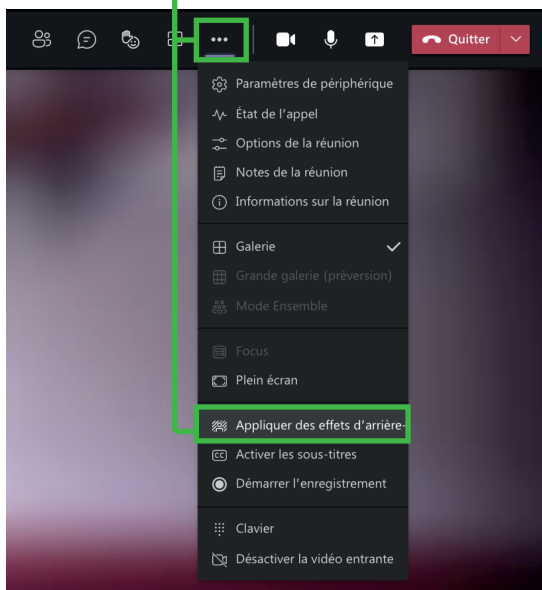 Quitter
Paramètres de périphérique
État de l'appel
Options de la réunion
Notes de la réunion
Informations sur la réunion
Galerie
Grande galerie (préversion)
Mode Ensemble
Focus
Plein écran
Appliquer des effets d'arrière-
CC Activer les sous-titres
Démarrer l'enregistrement
Clavier
Désactiver la vidéo entrante